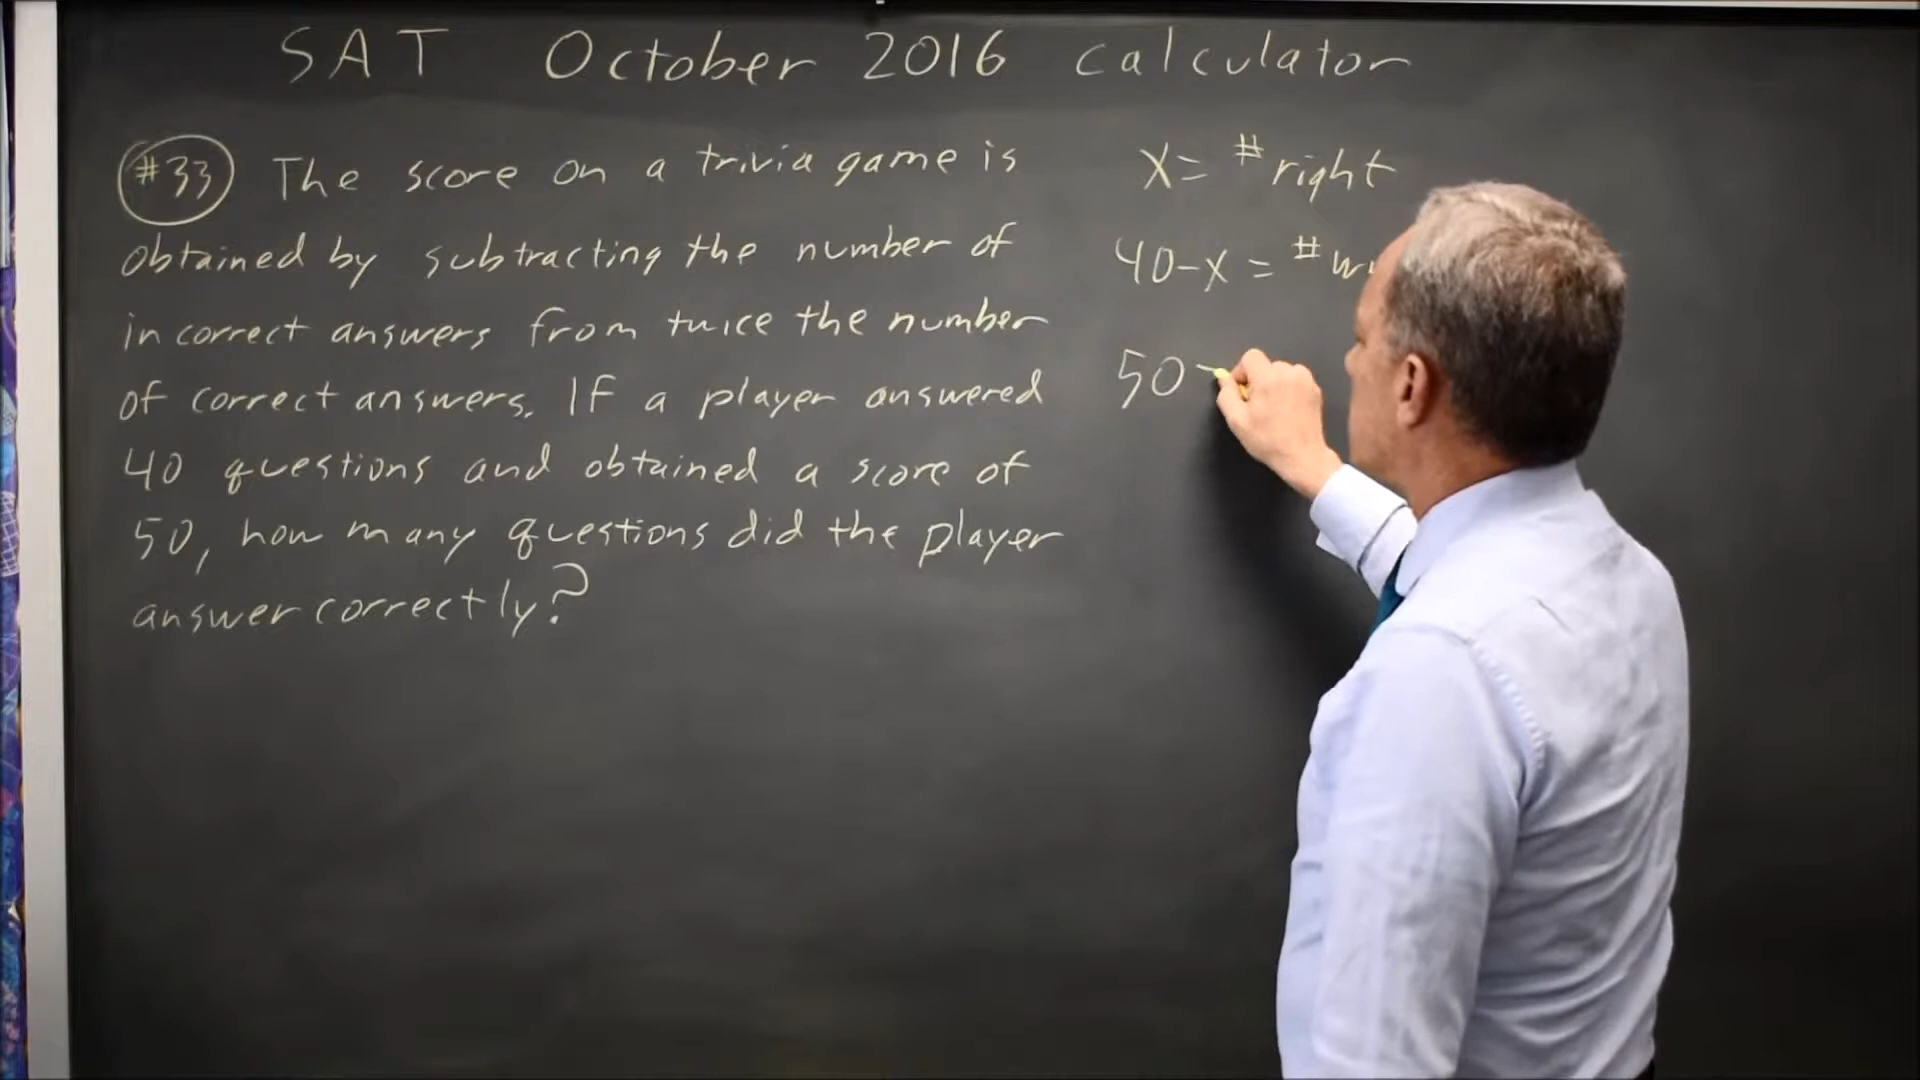 SAT October 2016 Calculator
#33 The score on a trivia game is
obtained by subtracting the number of
incorrect answers from twice the number
of correct answers. If a player answered
40 questions and obtained a score of
50, how many questions did the player
answer correctly?
x = # right
40-x = #
50